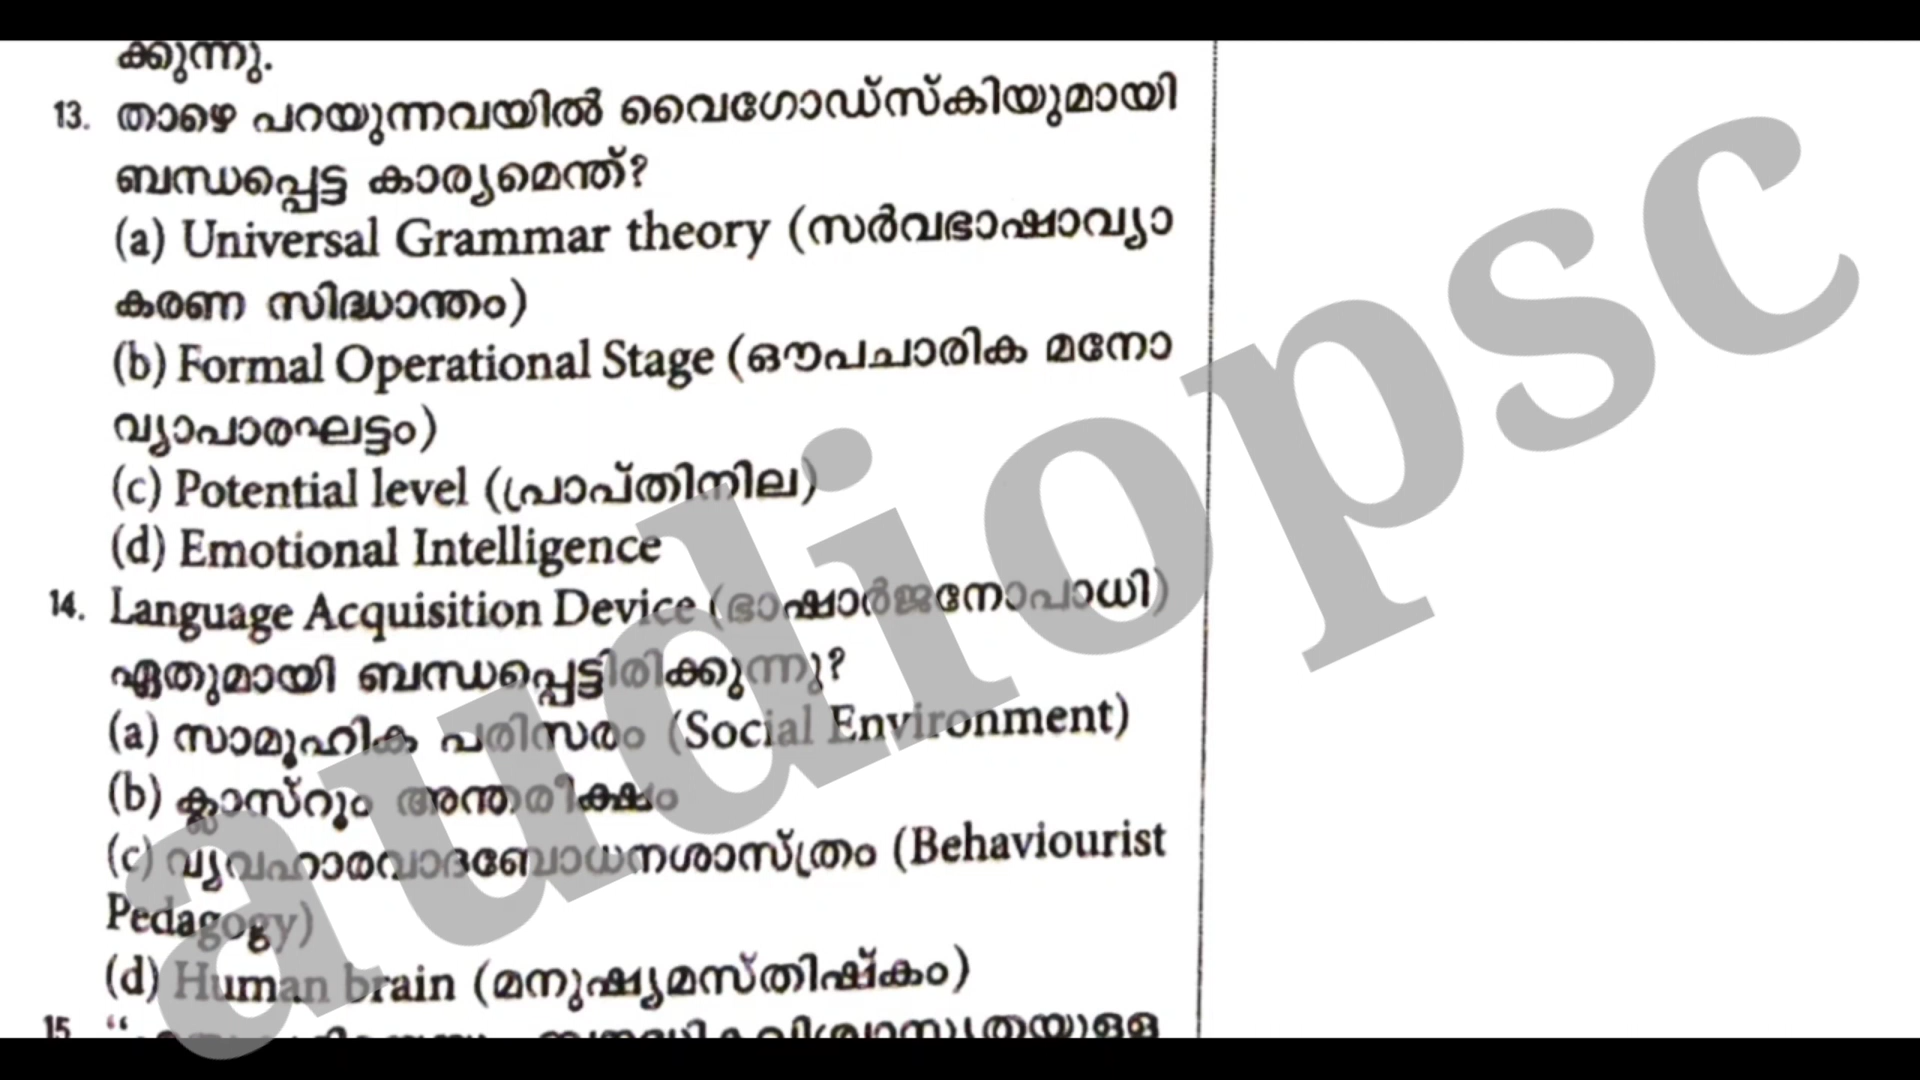 ക്കുന്നു.
13. താഴെ പറയുന്നവയിൽ വൈഗോഡ്സ്കിയുമായി
ബന്ധപ്പെട്ട കാര്യമെന്ത്?
(a) Universal Grammar theory (സർവഭാഷാവ്യാ
കരണ സിദ്ധാന്തം)
(b) Formal Operational Stage (ഔപചാരിക മനോ
വ്യാപാരഘട്ടം)
(c) Potential level (പ്രാപ്തിനില)
(d) Emotional Intelligence
14. Language Acquisition Device (ഭാഷാർജനോപാധി)
ഏതുമായി ബന്ധപ്പെട്ടിരിക്കുന്നു?
(a) സാമൂഹിക പരിസരം (Social Environment)
(b) ക്ലാസ്റൂം അന്തരീക്ഷം
(c) വ്യവഹാരവാദബോധനശാസ്ത്രം (Behaviourist
Pedagogy)
(d) Human brain (മനുഷ്യമസ്തിഷ്കം)
15 “
audiopsc